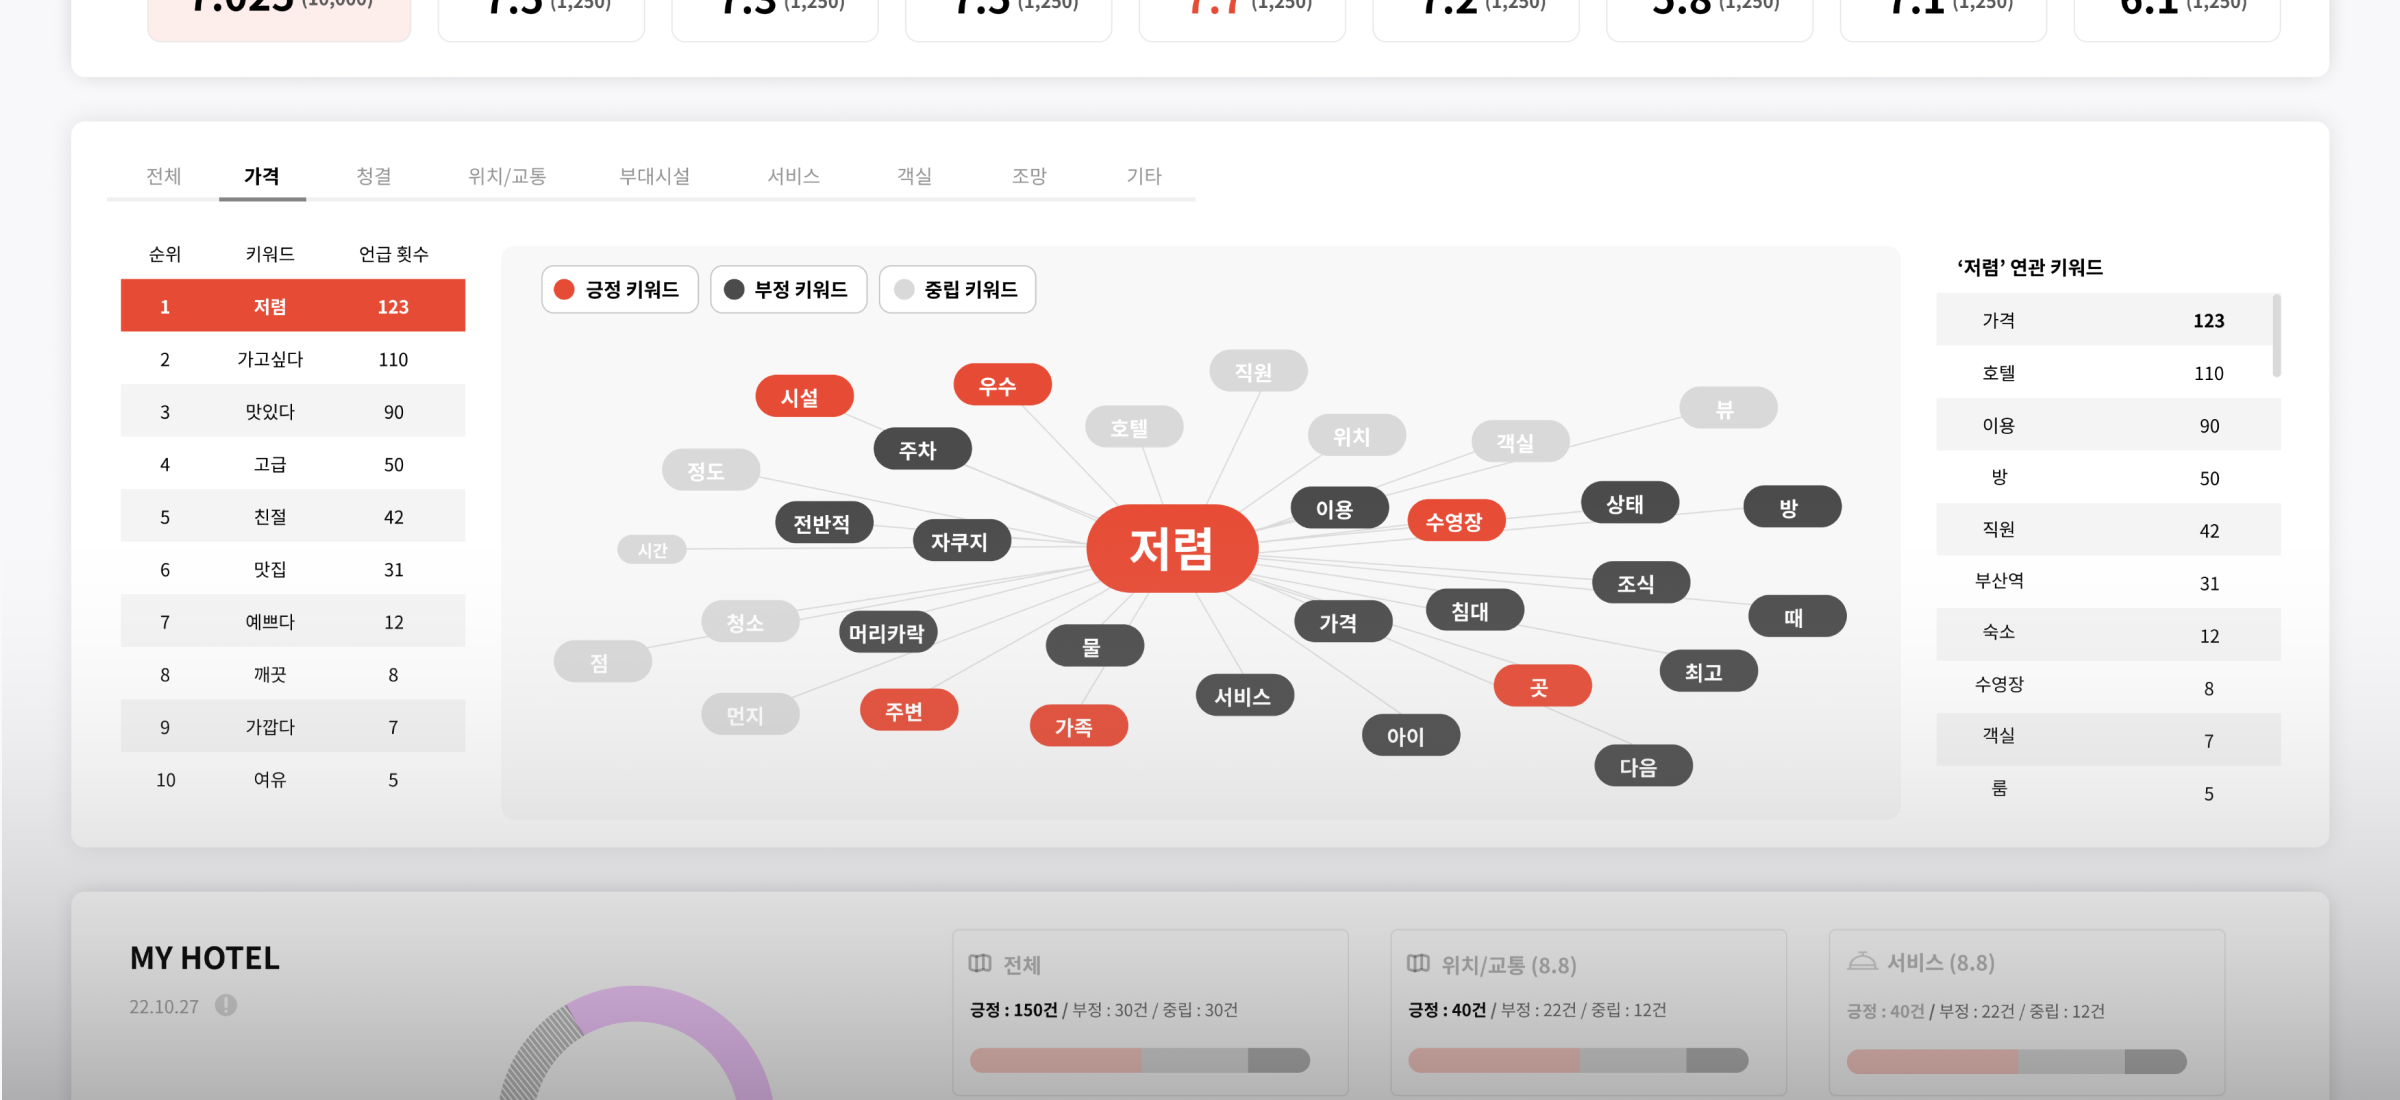 7.025 (10,000) 7.5 (1,250) 7.3 (1,250) 7.5 (1,250) 7.7 (1,250) 7.2 (1,250) 5.8 (1,250) 7.1 (1,250) 6.1 (1,250)
전체 가격 청결 위치/교통 부대시설 서비스 객실 조망 기타
순위 키워드 언급 횟수
1 저렴 123
2 가고싶다 110
3 맛있다 90
4 고급 50
5 친절 42
6 맛집 31
7 예쁘다 12
8 깨끗 8
9 가깝다 7
10 여유 5
긍정 키워드 부정 키워드 중립 키워드
직원
우수
시설
뷰
호텔
위치
객실
주차
정도
상태
방
이용
수영장
전반적
자쿠지
시간
저렴
조식
침대
때
가격
청소
머리카락
물
점
최고
곳
서비스
주변
먼지
가족
아이
다음
‘저렴’ 연관 키워드
가격 123
호텔 110
이용 90
방 50
직원 42
부산역 31
숙소 12
수영장 8
객실 7
룸 5
MY HOTEL
22.10.27 !
전체
긍정 : 150건 / 부정 : 30건 / 중립 : 30건
위치/교통 (8.8)
긍정 : 40건 / 부정 : 22건 / 중립 : 12건
서비스 (8.8)
긍정 : 40건 / 부정 : 22건 / 중립 : 12건